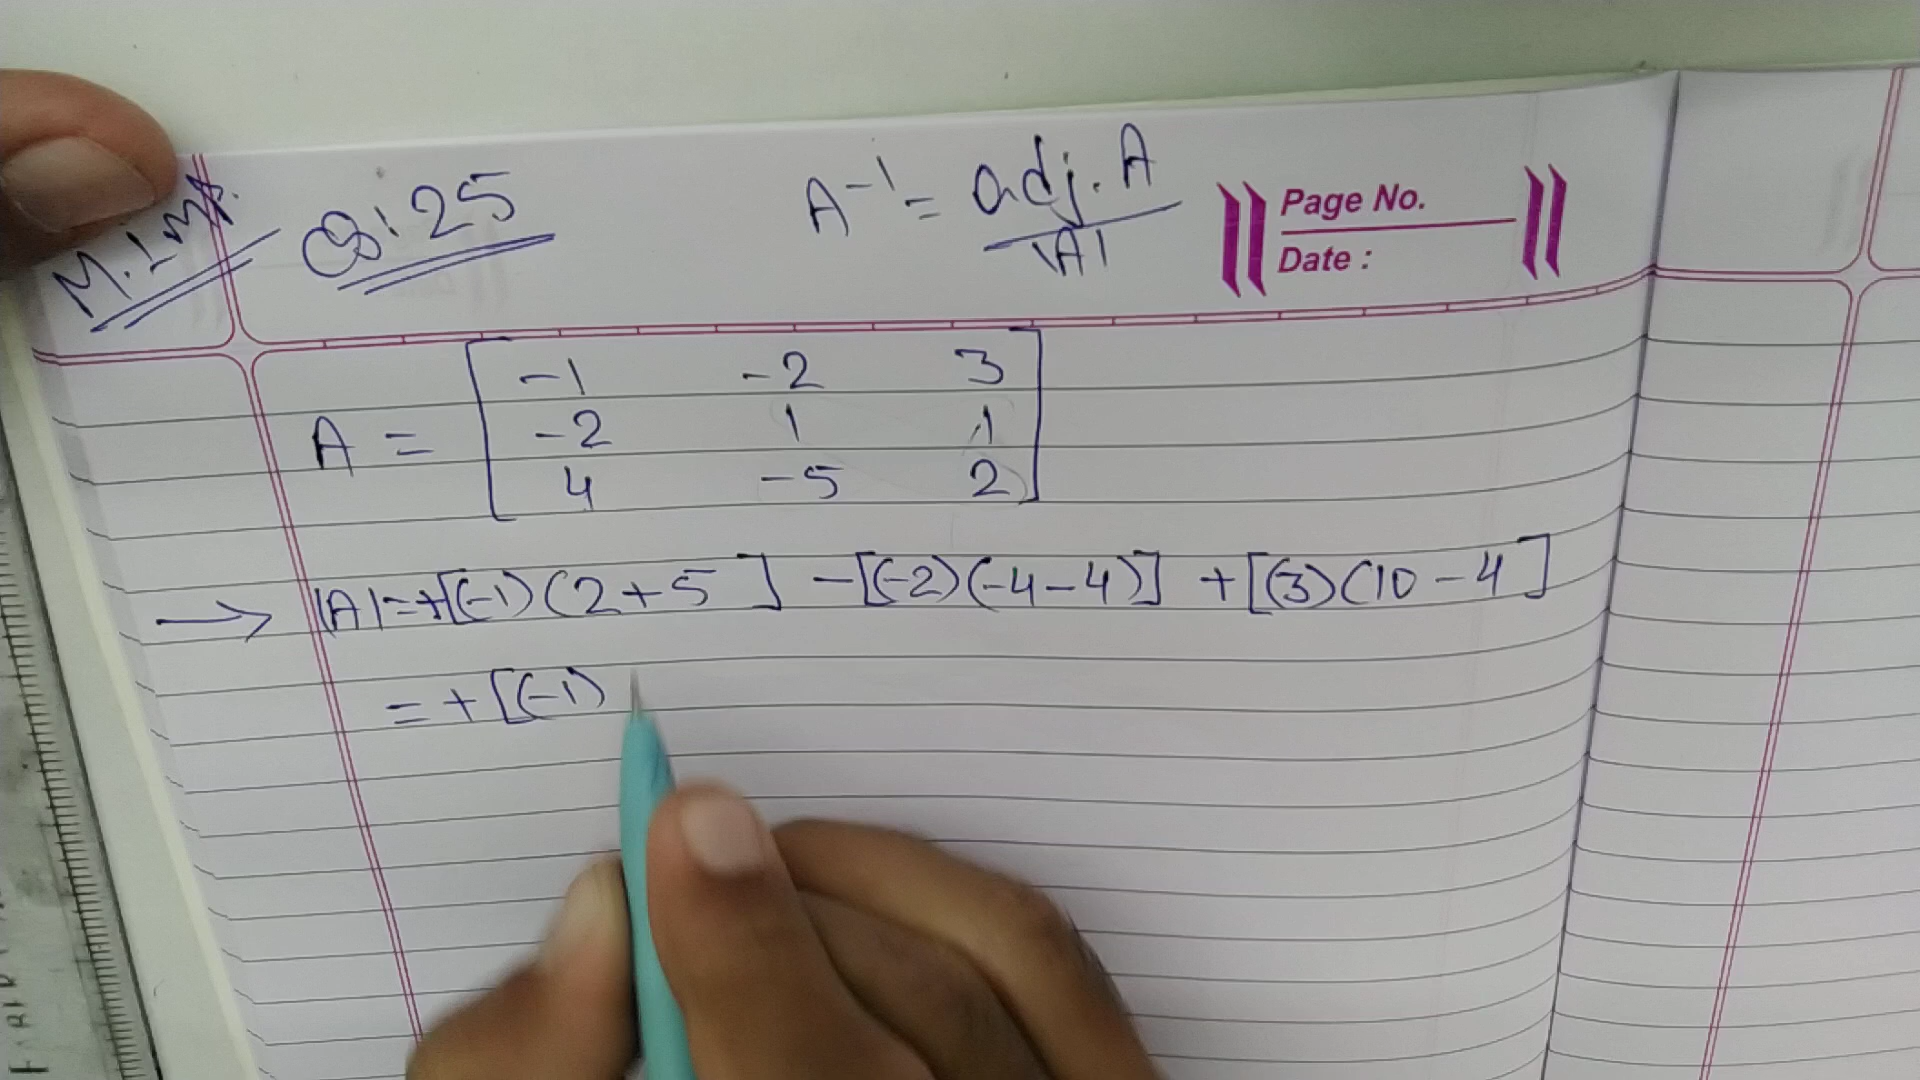 M. Imp. Q:25 A⁻¹ = adj. A / |A|
Page No.
Date :
A = [ -1 -2 3
-2 1 1
4 -5 2 ]
→ |A| = +[(-1)(2+5] -[(-2)(-4-4)] +[(3)(10-4]
= + [(-1)